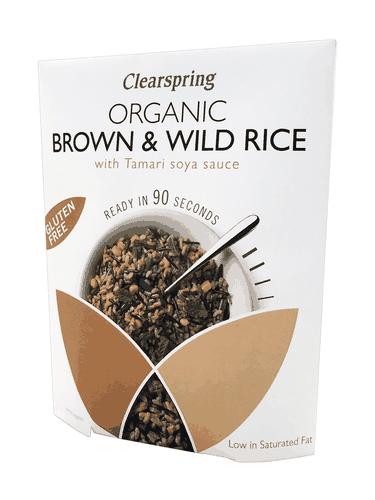 Clearspring
ORGANIC
BROWN & WILD RICE
with Tamari soya sauce
READY IN 90 SECONDS
GLUTEN
FREE
Low in Saturated Fat